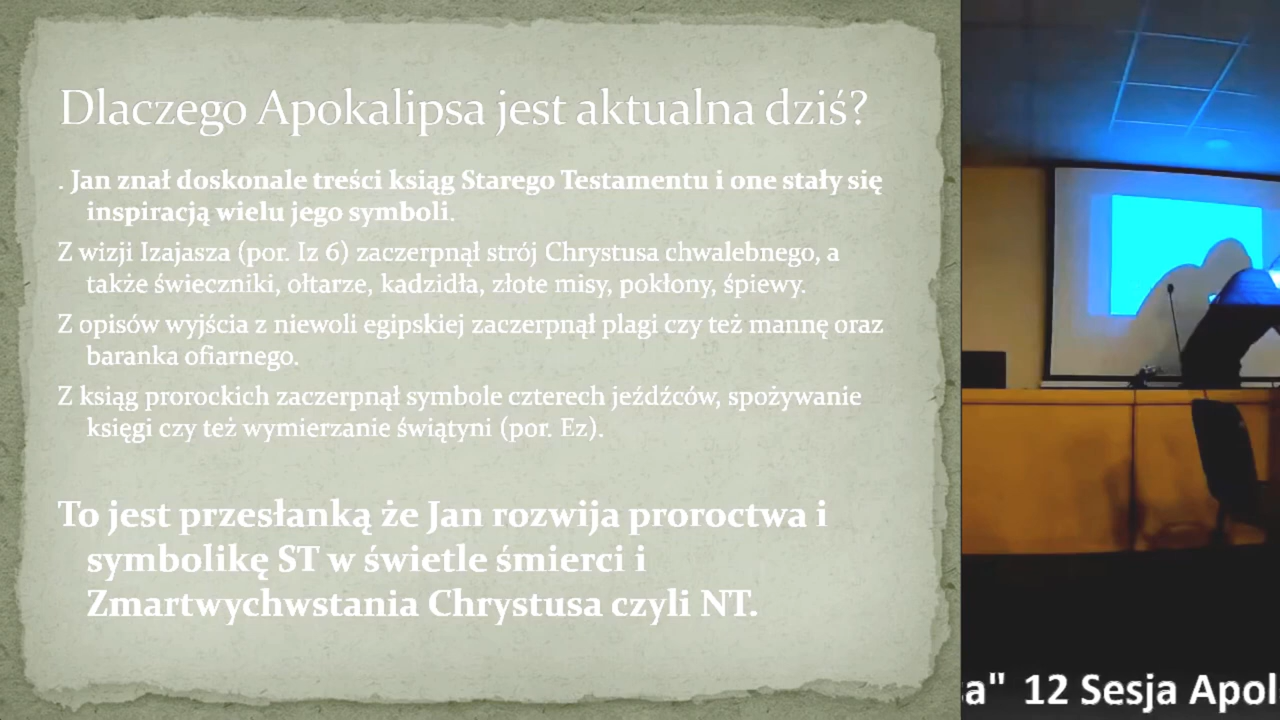 Dlaczego Apokalipsa jest aktualna dziś?
. Jan znał doskonale treści ksiąg Starego Testamentu i one stały się
inspiracją wielu jego symboli.
Z wizji Izajasza (por. Iz 6) zaczerpnął strój Chrystusa chwalebnego, a
także świeczniki, ołtarze, kadzidła, złote misy, pokłony, śpiewy.
Z opisów wyjścia z niewoli egipskiej zaczerpnął plagi czy też mannę oraz
baranka ofiarnego.
Z ksiąg prorockich zaczerpnął symbole czterech jeźdźców, spożywanie
księgi czy też wymierzanie świątyni (por. Ez).
To jest przesłanką że Jan rozwija proroctwa i
symbolikę ST w świetle śmierci i
Zmartwychwstania Chrystusa czyli NT.
sa" 12 Sesja Apol